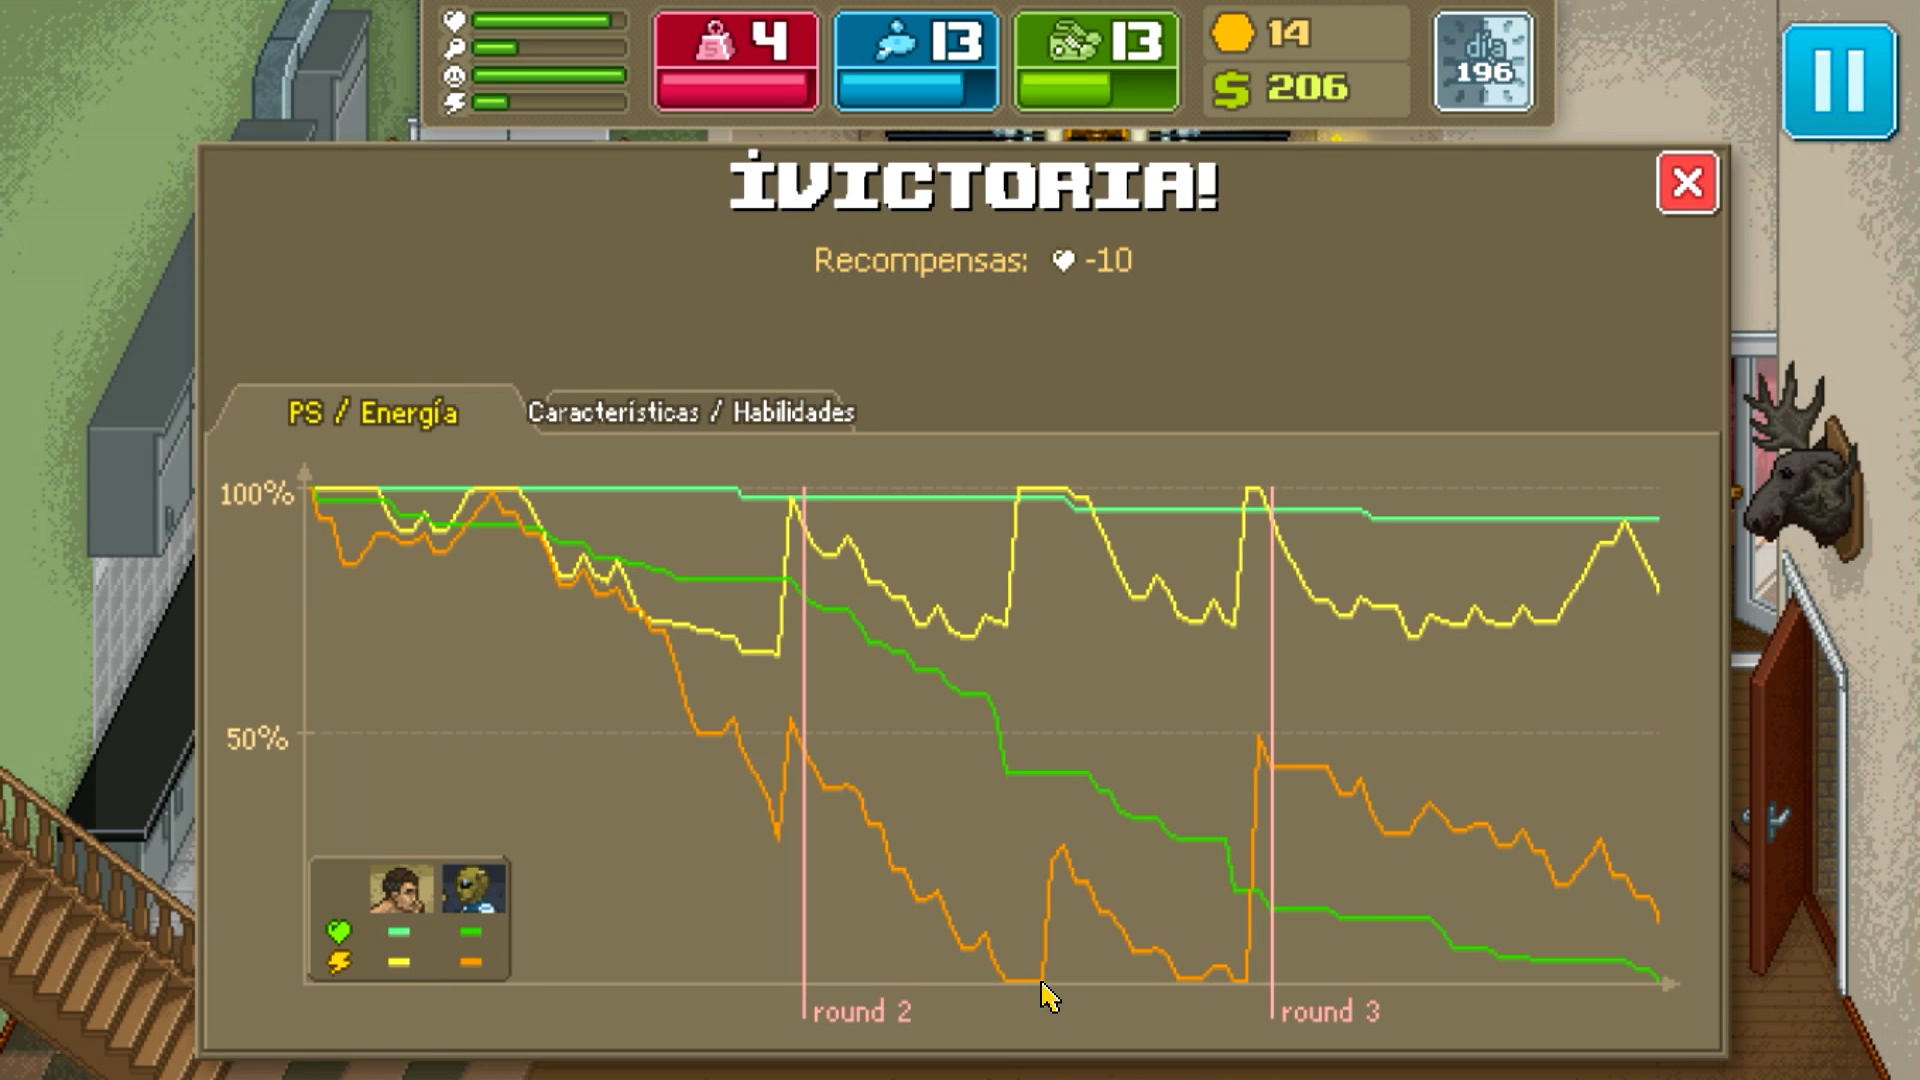 4 13 13 14
$ 206
día
196
¡VICTORIA!
Recompensas: -10
PS / Energía Características / Habilidades
100%
50%
round 2 round 3